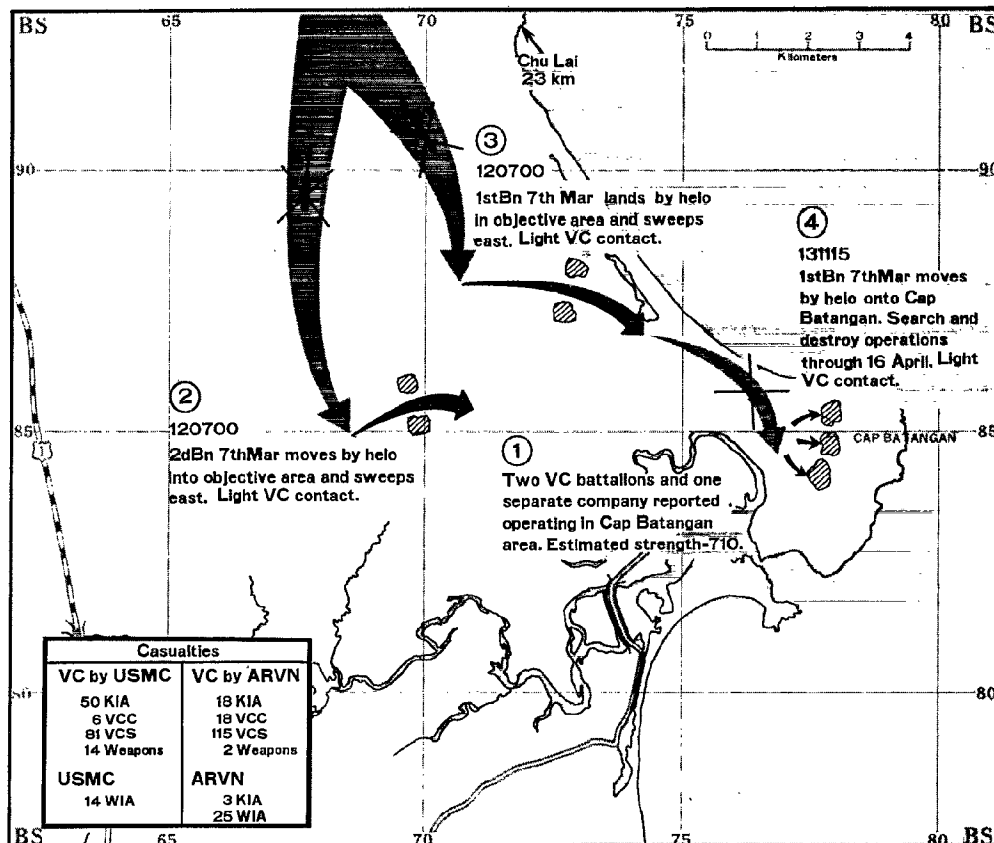 BS 65 70 75 80 BS
0 1 2 3 4
Kilometers
Chu Lai
23 km
90 90
3
120700
1stBn 7th Mar lands by helo
in objective area and sweeps
east. Light VC contact.
4
131115
1stBn 7thMar moves
by helo onto Cap
Batangan. Search and
destroy operations
through 16 April. Light
VC contact.
2
120700
2dBn 7thMar moves by helo
into objective area and sweeps
east. Light VC contact.
85 85
1
CAP BATANGAN
1
Two VC battalions and one
separate company reported
operating in Cap Batangan
area. Estimated strength-710.
Casualties
VC by USMC
50 KIA
6 VCC
81 VCS
14 Weapons
USMC
14 WIA
VC by ARVN
18 KIA
18 VCC
115 VCS
2 Weapons
ARVN
3 KIA
25 WIA
80 80
BS 65 70 75 80 BS